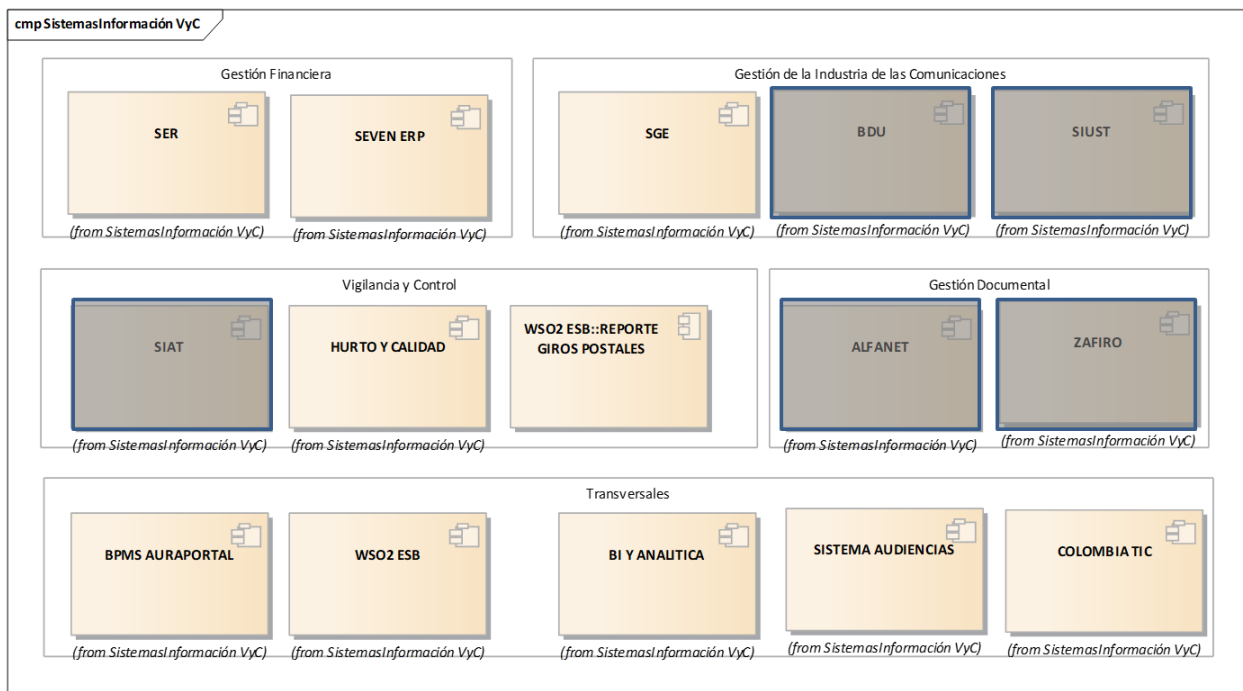 cmp SistemasInformación VyC
Gestión Financiera
SER
(from SistemasInformación VyC)
SEVEN ERP
(from SistemasInformación VyC)
Gestión de la Industria de las Comunicaciones
SGE
(from SistemasInformación VyC)
BDU
(from SistemasInformación VyC)
SIUST
(from SistemasInformación VyC)
Vigilancia y Control
SIAT
(from SistemasInformación VyC)
HURTO Y CALIDAD
(from SistemasInformación VyC)
WSO2 ESB::REPORTE
GIROS POSTALES
Gestión Documental
ALFANET
(from SistemasInformación VyC)
ZAFIRO
(from SistemasInformación VyC)
Transversales
BPMS AURAPORTAL
(from SistemasInformación VyC)
WSO2 ESB
(from SistemasInformación VyC)
BI Y ANALITICA
(from SistemasInformación VyC)
SISTEMA AUDIENCIAS
(from SistemasInformación VyC)
COLOMBIA TIC
(from SistemasInformación VyC)